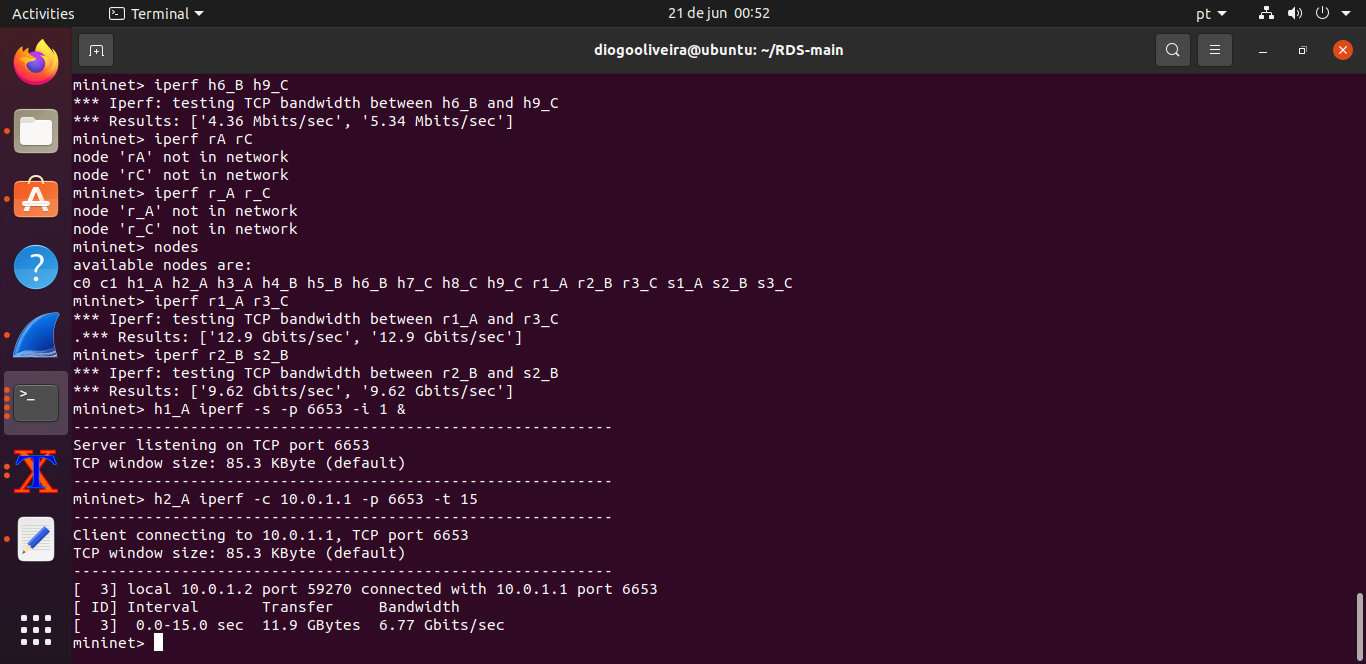 Activities
Terminal
21 de jun 00:52
pt
diogooliveira@ubuntu: ~/RDS-main
mininet> iperf h6_B h9_C
*** Iperf: testing TCP bandwidth between h6_B and h9_C
*** Results: ['4.36 Mbits/sec', '5.34 Mbits/sec']
mininet> iperf rA rC
node 'rA' not in network
node 'rC' not in network
mininet> iperf r_A r_C
node 'r_A' not in network
node 'r_C' not in network
mininet> nodes
available nodes are:
c0 c1 h1_A h2_A h3_A h4_B h5_B h6_B h7_C h8_C h9_C r1_A r2_B r3_C s1_A s2_B s3_C
mininet> iperf r1_A r3_C
*** Iperf: testing TCP bandwidth between r1_A and r3_C
.*** Results: ['12.9 Gbits/sec', '12.9 Gbits/sec']
mininet> iperf r2_B s2_B
*** Iperf: testing TCP bandwidth between r2_B and s2_B
*** Results: ['9.62 Gbits/sec', '9.62 Gbits/sec']
mininet> h1_A iperf -s -p 6653 -i 1 &
------------------------------------------------------------
Server listening on TCP port 6653
TCP window size: 85.3 KByte (default)
------------------------------------------------------------
mininet> h2_A iperf -c 10.0.1.1 -p 6653 -t 15
------------------------------------------------------------
Client connecting to 10.0.1.1, TCP port 6653
TCP window size: 85.3 KByte (default)
------------------------------------------------------------
[  3] local 10.0.1.2 port 59270 connected with 10.0.1.1 port 6653
[ ID] Interval       Transfer     Bandwidth
[  3]  0.0-15.0 sec  11.9 GBytes  6.77 Gbits/sec
mininet>